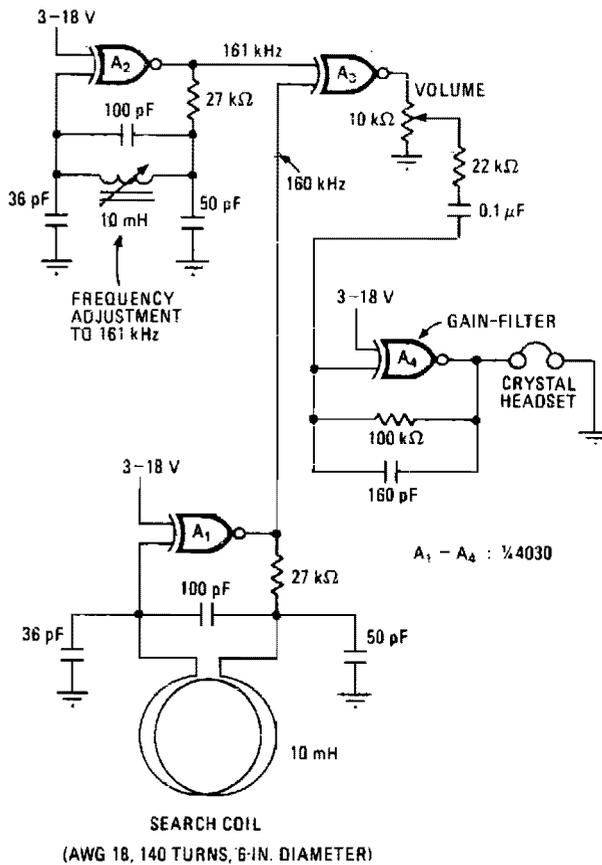 3–18 V
A2
161 kHz
A3
27 kΩ
VOLUME
100 pF
10 kΩ
22 kΩ
160 kHz
36 pF
10 mH
50 pF
0.1 µF
FREQUENCY
ADJUSTMENT
TO 161 kHz
3–18 V
GAIN-FILTER
A4
CRYSTAL
HEADSET
100 kΩ
160 pF
3–18 V
A1
A1 – A4 : ¼4030
27 kΩ
100 pF
36 pF
50 pF
10 mH
SEARCH COIL
(AWG 18, 140 TURNS, 6-IN. DIAMETER)